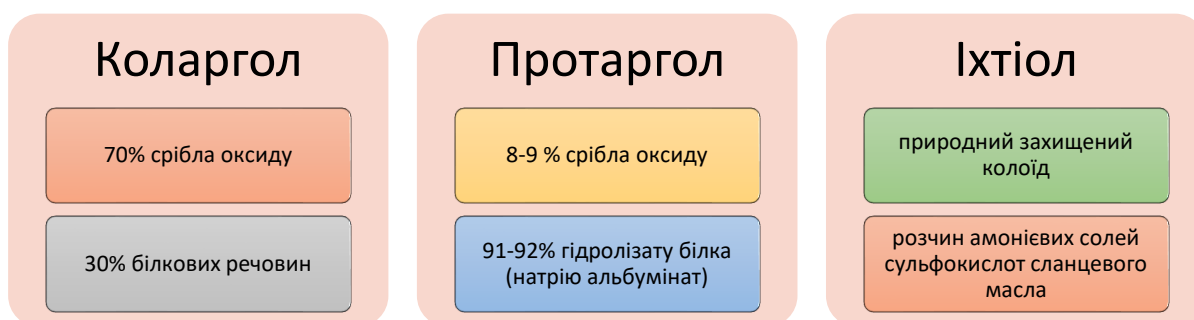 Коларгол
70% срібла оксиду
30% білкових речовин
Протаргол
8-9 % срібла оксиду
91-92% гідролізату білка
(натрію альбумінат)
Іхтіол
природний захищений
колоїд
розчин амонієвих солей
сульфокислот сланцевого
масла